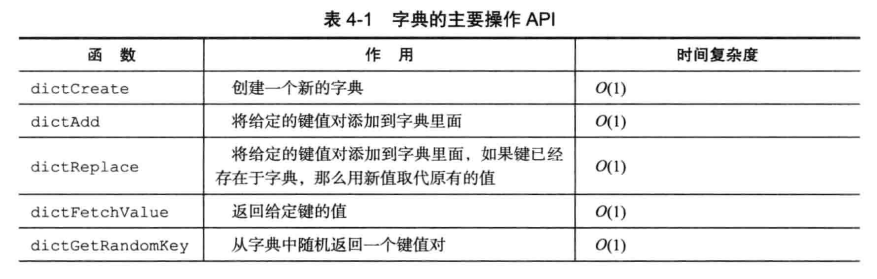 表 4-1 字典的主要操作 API
函 数 作 用 时间复杂度
dictCreate 创建一个新的字典 O(1)
dictAdd 将给定的键值对添加到字典里面 O(1)
dictReplace 将给定的键值对添加到字典里面，如果键已经 O(1)
存在于字典，那么用新值取代原有的值
dictFetchValue 返回给定键的值 O(1)
dictGetRandomKey 从字典中随机返回一个键值对 O(1)